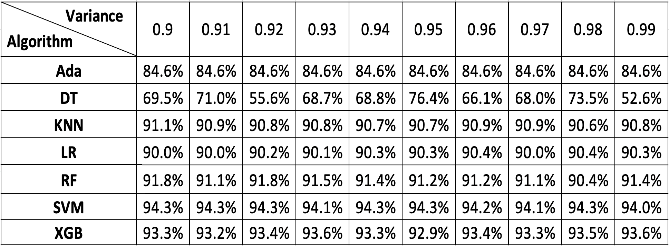 Variance
Algorithm
0.9 0.91 0.92 0.93 0.94 0.95 0.96 0.97 0.98 0.99
Ada 84.6% 84.6% 84.6% 84.6% 84.6% 84.6% 84.6% 84.6% 84.6% 84.6%
DT 69.5% 71.0% 55.6% 68.7% 68.8% 76.4% 66.1% 68.0% 73.5% 52.6%
KNN 91.1% 90.9% 90.8% 90.8% 90.7% 90.7% 90.9% 90.9% 90.6% 90.8%
LR 90.0% 90.0% 90.2% 90.1% 90.3% 90.3% 90.4% 90.0% 90.4% 90.3%
RF 91.8% 91.1% 91.8% 91.5% 91.4% 91.2% 91.2% 91.1% 90.4% 91.4%
SVM 94.3% 94.3% 94.3% 94.1% 94.3% 94.3% 94.2% 94.1% 94.3% 94.0%
XGB 93.3% 93.2% 93.4% 93.6% 93.3% 92.9% 93.4% 93.3% 93.5% 93.6%